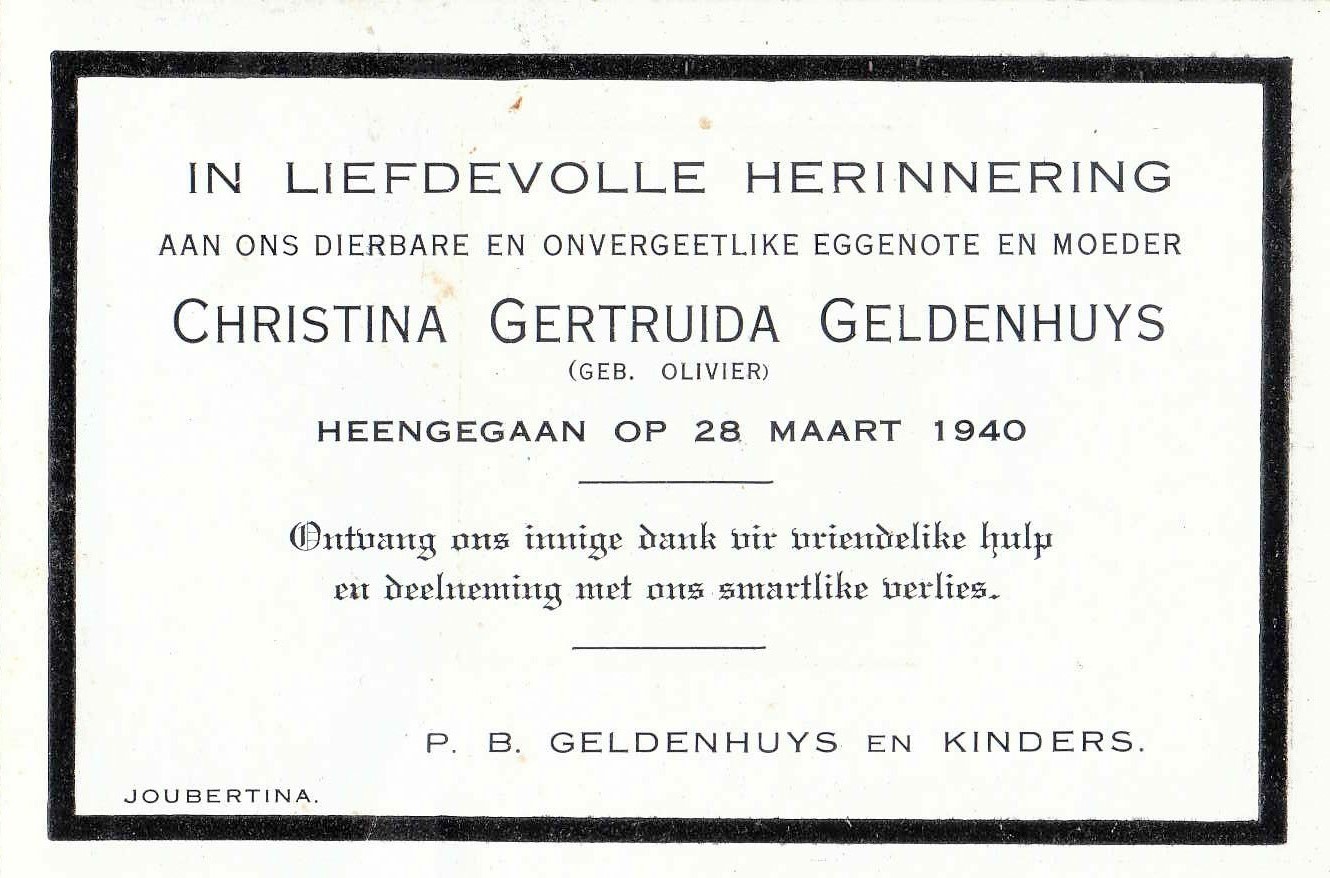 IN LIEFDEVOLLE HERINNERING
AAN ONS DIERBARE EN ONVERGEETLIKE EGGENOTE EN MOEDER
CHRISTINA GERTRUIDA GELDENHUYS
(GEB. OLIVIER)
HEENGEGAAN OP 28 MAART 1940
Ontvang ons innige dank vir vriendelike hulp
en deelneming met ons smartlike verlies.
P. B. GELDENHUYS EN KINDERS.
JOUBERTINA.